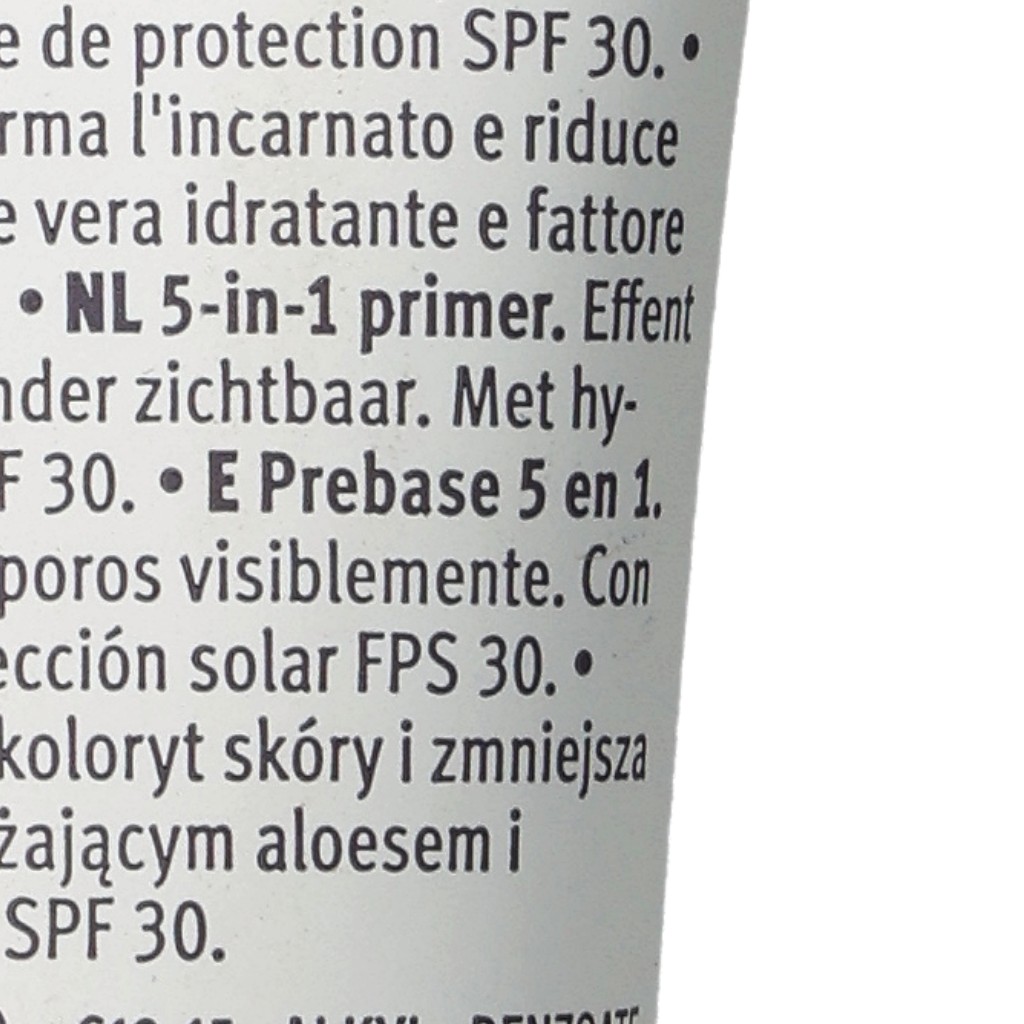 e de protection SPF 30. •
rma l'incarnato e riduce
e vera idratante e fattore
• NL 5-in-1 primer. Effent
nder zichtbaar. Met hy-
F 30. • E Prebase 5 en 1.
poros visiblemente. Con
ección solar FPS 30. •
koloryt skóry i zmniejsza
żającym aloesem i
SPF 30.